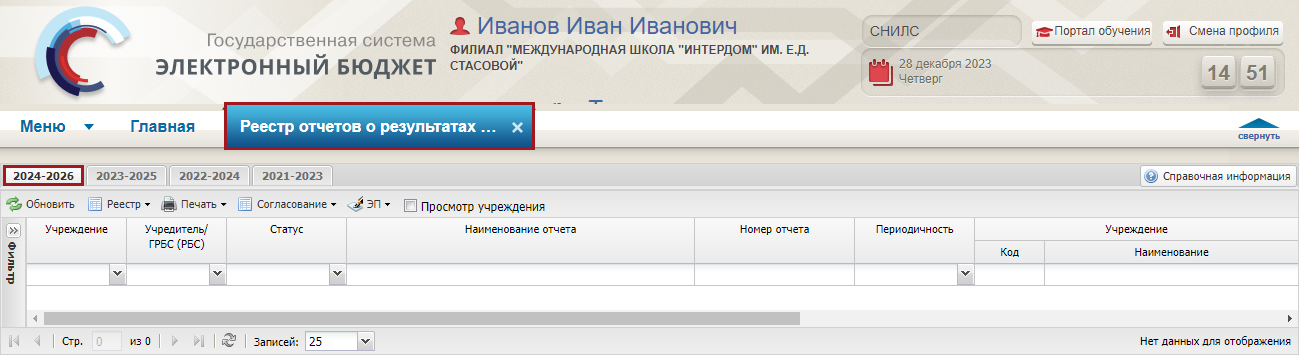 Государственная система
ЭЛЕКТРОННЫЙ БЮДЖЕТ
Иванов Иван Иванович
ФИЛИАЛ "МЕЖДУНАРОДНАЯ ШКОЛА "ИНТЕРДОМ" ИМ. Е.Д.
СТАСОВОЙ"
СНИЛС
Портал обучения
Смена профиля
28 декабря 2023
Четверг
14 51
Меню
Главная
Реестр отчетов о результатах ...
свернуть
2024-2026
2023-2025
2022-2024
2021-2023
Справочная информация
Обновить
Реестр
Печать
Согласование
ЭП
Просмотр учреждения
Фильтр
Учреждение
Учредитель/
ГРБС (РБС)
Статус
Наименование отчета
Номер отчета
Периодичность
Учреждение
Код
Наименование
Стр. 0 из 0
Записей: 25
Нет данных для отображения